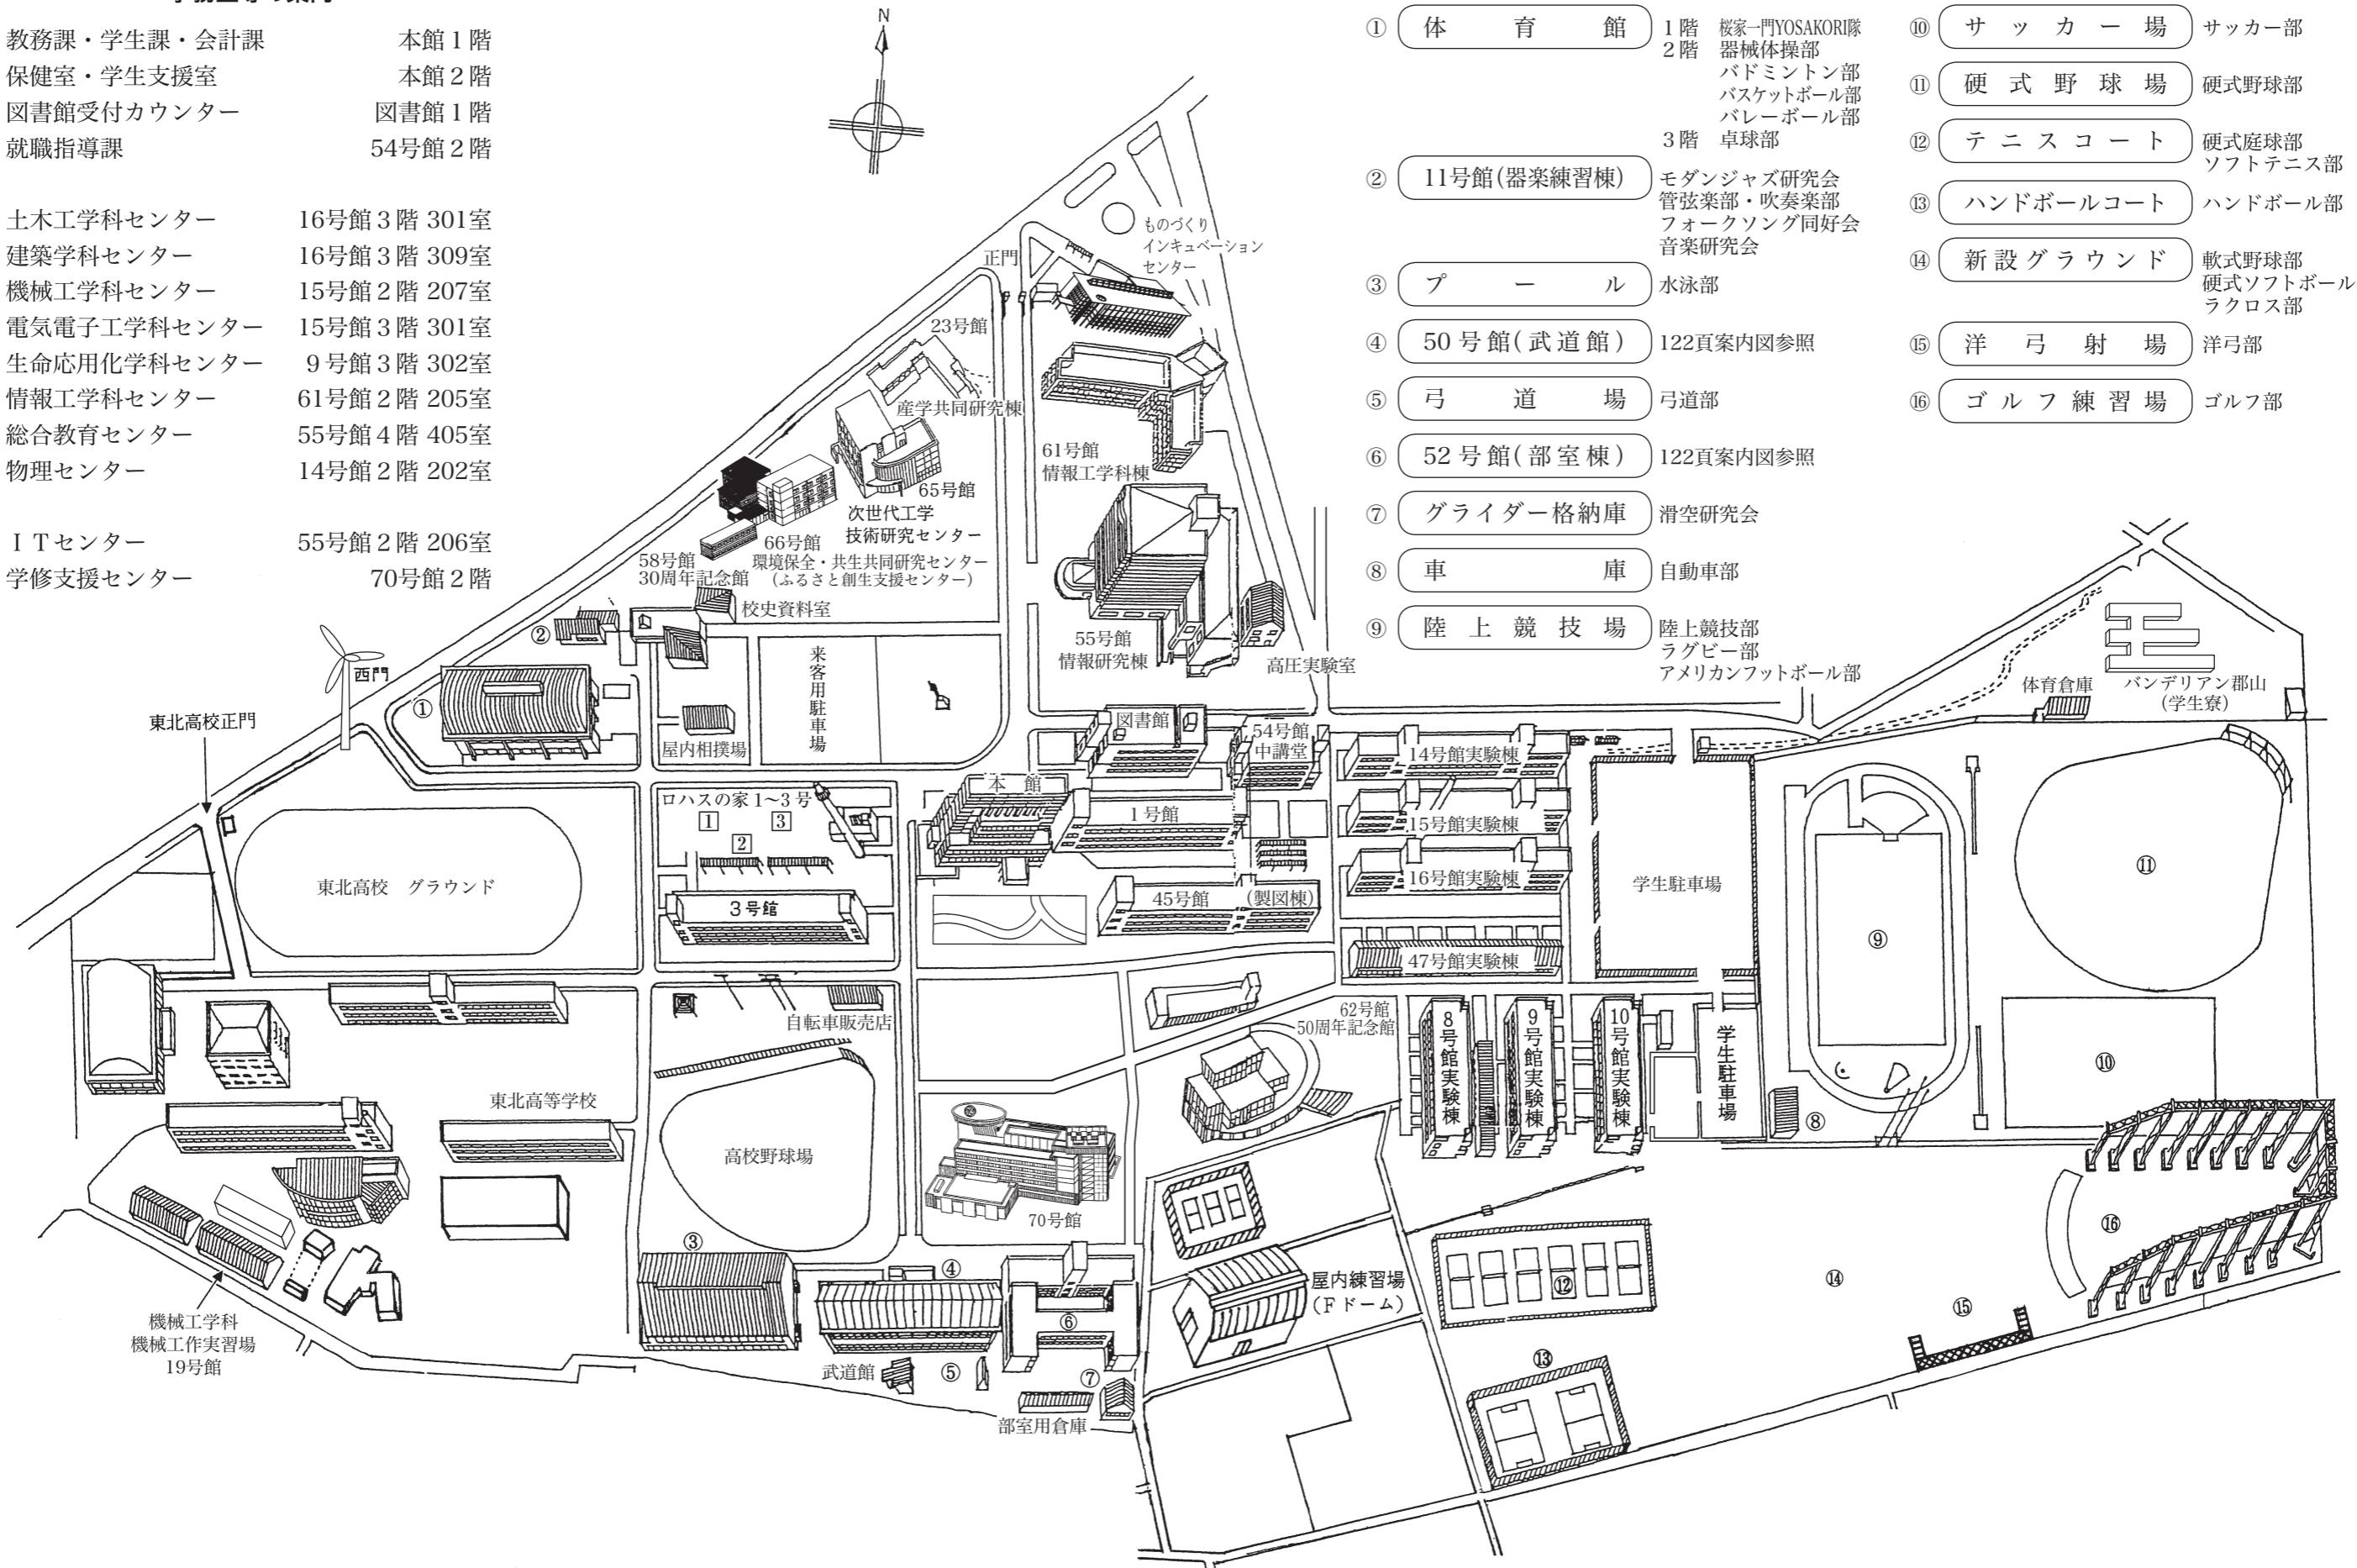 教務課・学生課・会計課 本館1階
保健室・学生支援室 本館2階
図書館受付カウンター 図書館1階
就職指導課 54号館2階
土木工学科センター 16号館3階 301室
建築学科センター 16号館3階 309室
機械工学科センター 15号館2階 207室
電気電子工学科センター 15号館3階 301室
生命応用化学科センター 9号館3階 302室
情報工学科センター 61号館2階 205室
総合教育センター 55号館4階 405室
物理センター 14号館2階 202室
ITセンター 55号館2階 206室
学修支援センター 70号館2階
N
① 体育館 1階 桜家一門YOSAKORI隊
2階 器械体操部
バドミントン部
バスケットボール部
バレーボール部
3階 卓球部
② 11号館(器楽練習棟) モダンジャズ研究会
管弦楽部・吹奏楽部
フォークソング同好会
音楽研究会
③ プール 水泳部
④ 50号館(武道館) 122頁案内図参照
⑤ 弓道場 弓道部
⑥ 52号館(部室棟) 122頁案内図参照
⑦ グライダー格納庫 滑空研究会
⑧ 車庫 自動車部
⑨ 陸上競技場 陸上競技部
ラグビー部
アメリカンフットボール部
⑩ サッカー場 サッカー部
⑪ 硬式野球場 硬式野球部
⑫ テニスコート 硬式庭球部
ソフトテニス部
⑬ ハンドボールコート ハンドボール部
⑭ 新設グラウンド 軟式野球部
硬式ソフトボール
ラクロス部
⑮ 洋弓射場 洋弓部
⑯ ゴルフ練習場 ゴルフ部
ものづくり
インキュベーション
センター
正門
23号館
産学共同研究棟
61号館
情報工学科棟
65号館
次世代工学
技術研究センター
66号館
環境保全・共生共同研究センター
(ふるさと創生支援センター)
58号館
30周年記念館
校史資料室
②
55号館
情報研究棟
高圧実験室
来客用駐車場
西門
①
屋内相撲場
東北高校正門
体育倉庫
バンデリアン郡山
(学生寮)
図書館
54号館
中講堂
14号館実験棟
本館
1号館
15号館実験棟
ロハスの家1〜3号
1
2
3
16号館実験棟
45号館
(製図棟)
3号館
東北高校 グラウンド
学生駐車場
⑪
⑨
47号館実験棟
自転車販売店
62号館
50周年記念館
8号館実験棟
9号館実験棟
10号館実験棟
学生駐車場
⑩
⑧
東北高等学校
高校野球場
70号館
③
④
⑥
屋内練習場
(Fドーム)
⑫
⑭
⑯
⑮
⑬
機械工学科
機械工作実習場
19号館
武道館
⑤
⑦
部室用倉庫